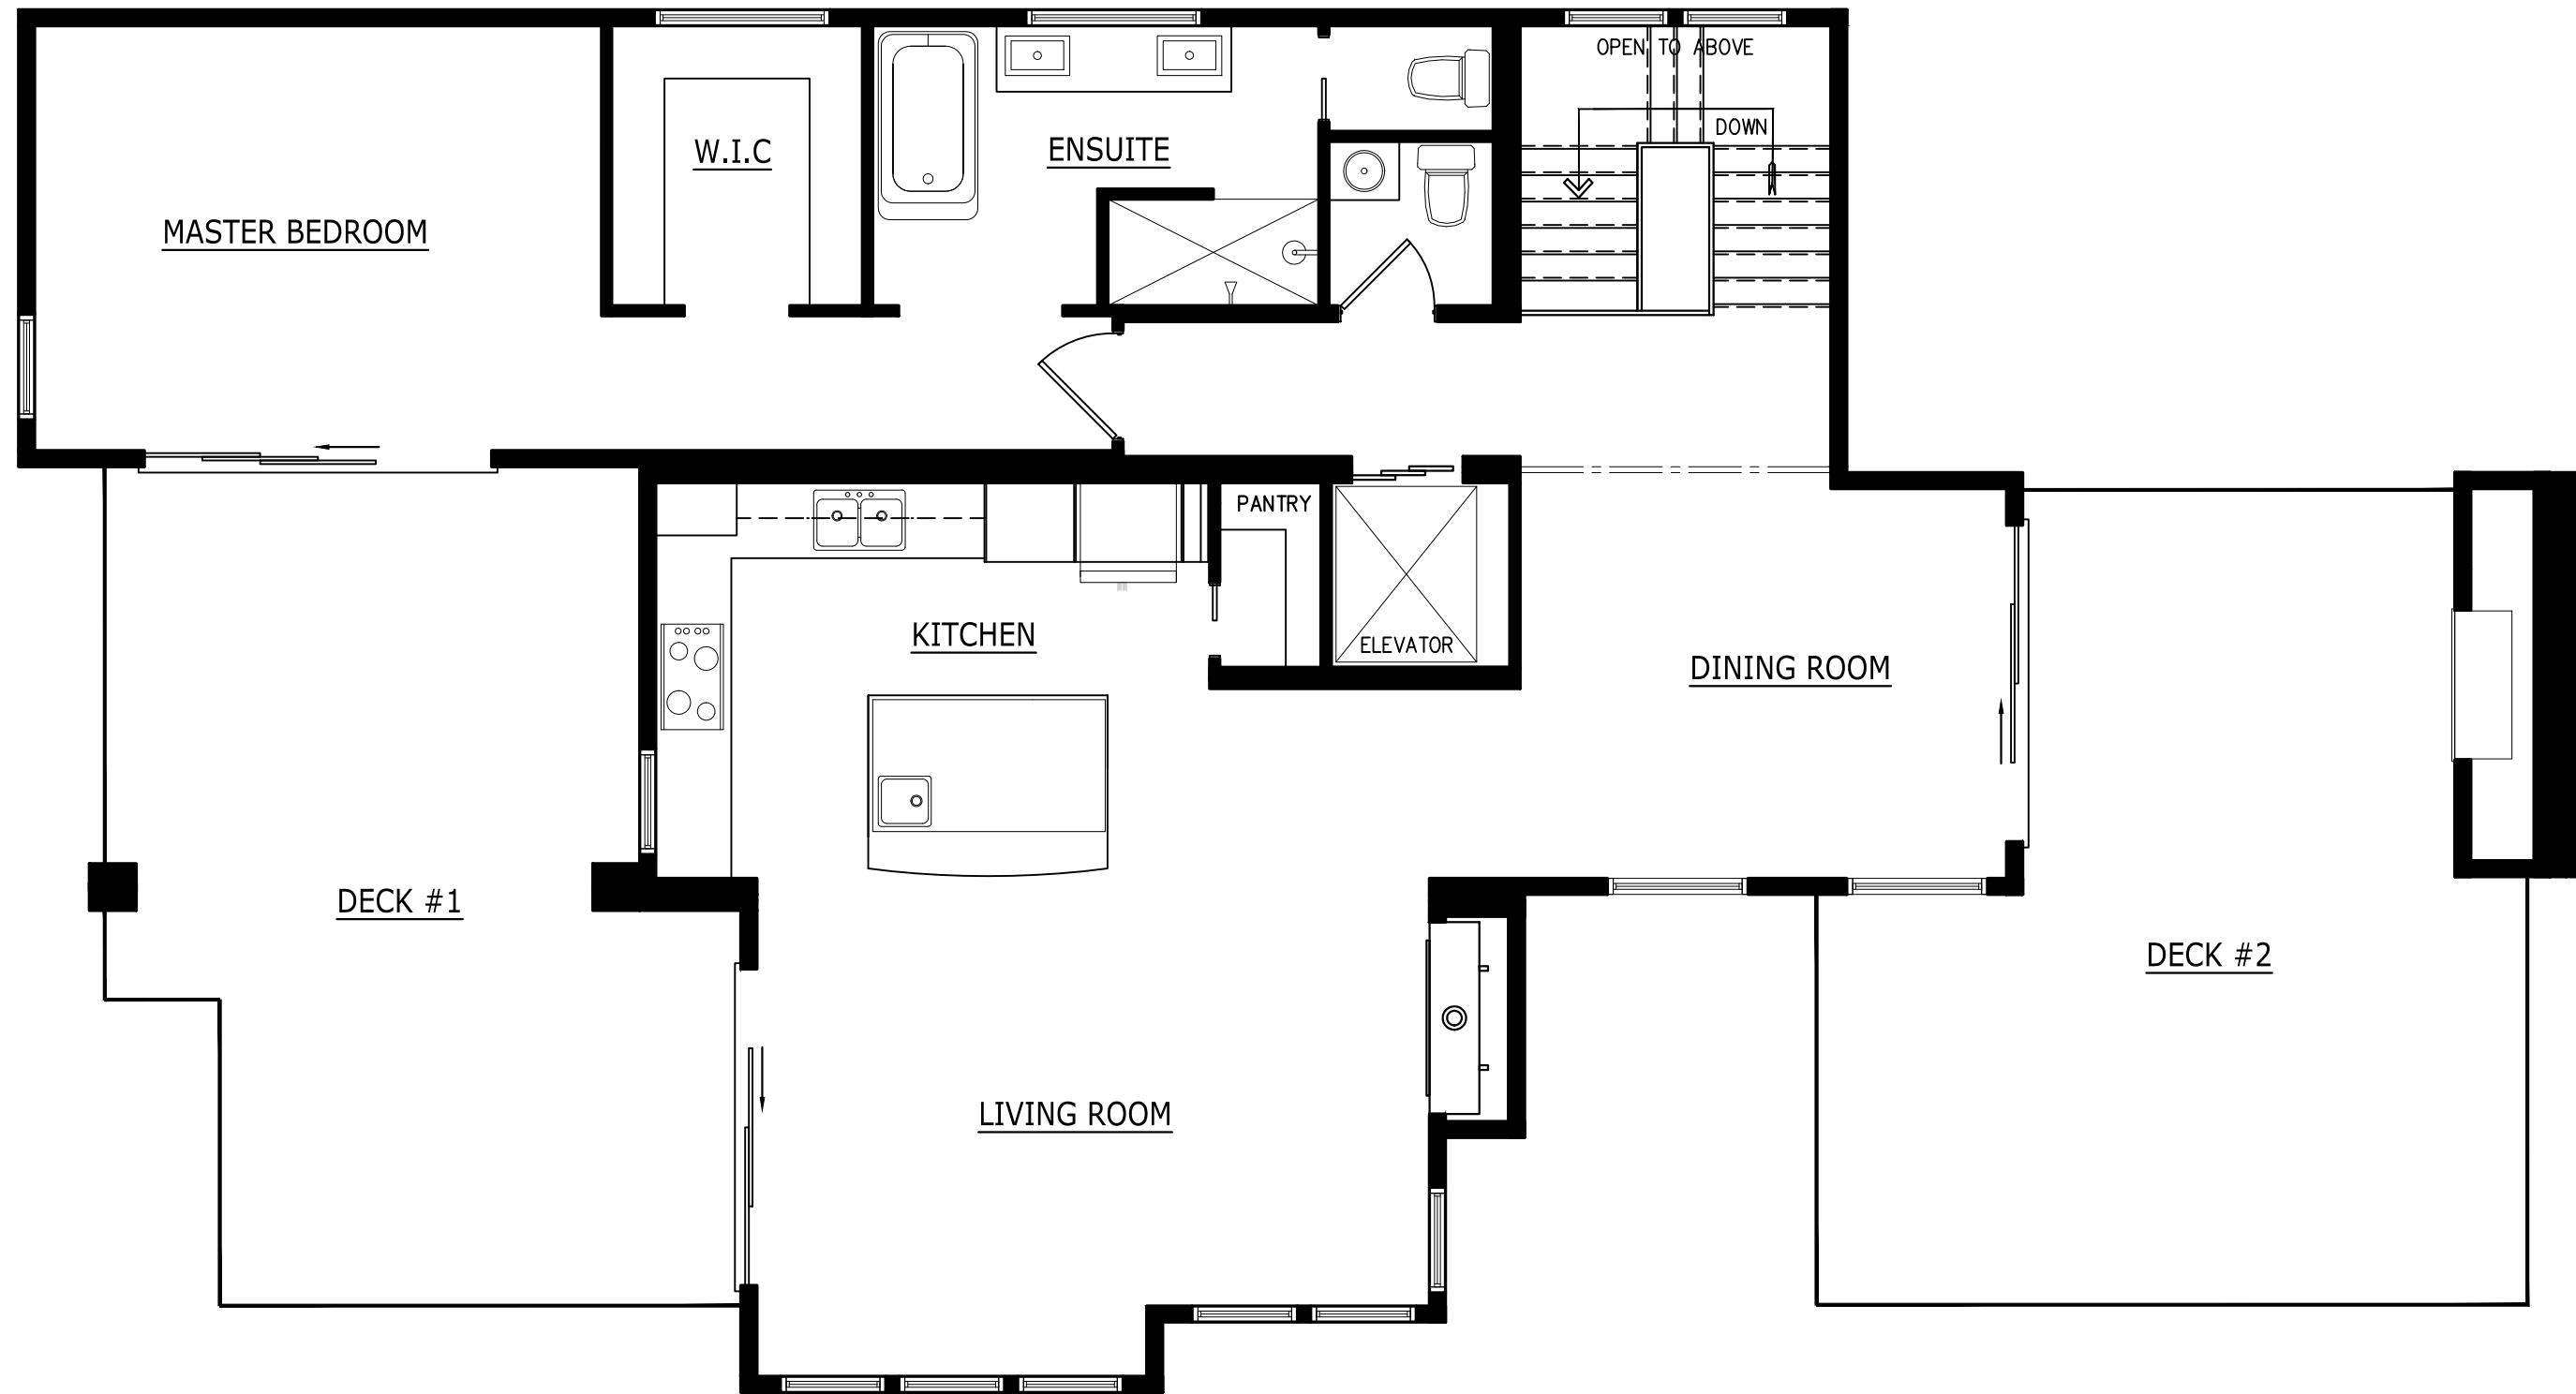 OPEN TO ABOVE
DOWN
W.I.C
ENSUITE
MASTER BEDROOM
PANTRY
KITCHEN
ELEVATOR
DINING ROOM
DECK #1
DECK #2
LIVING ROOM